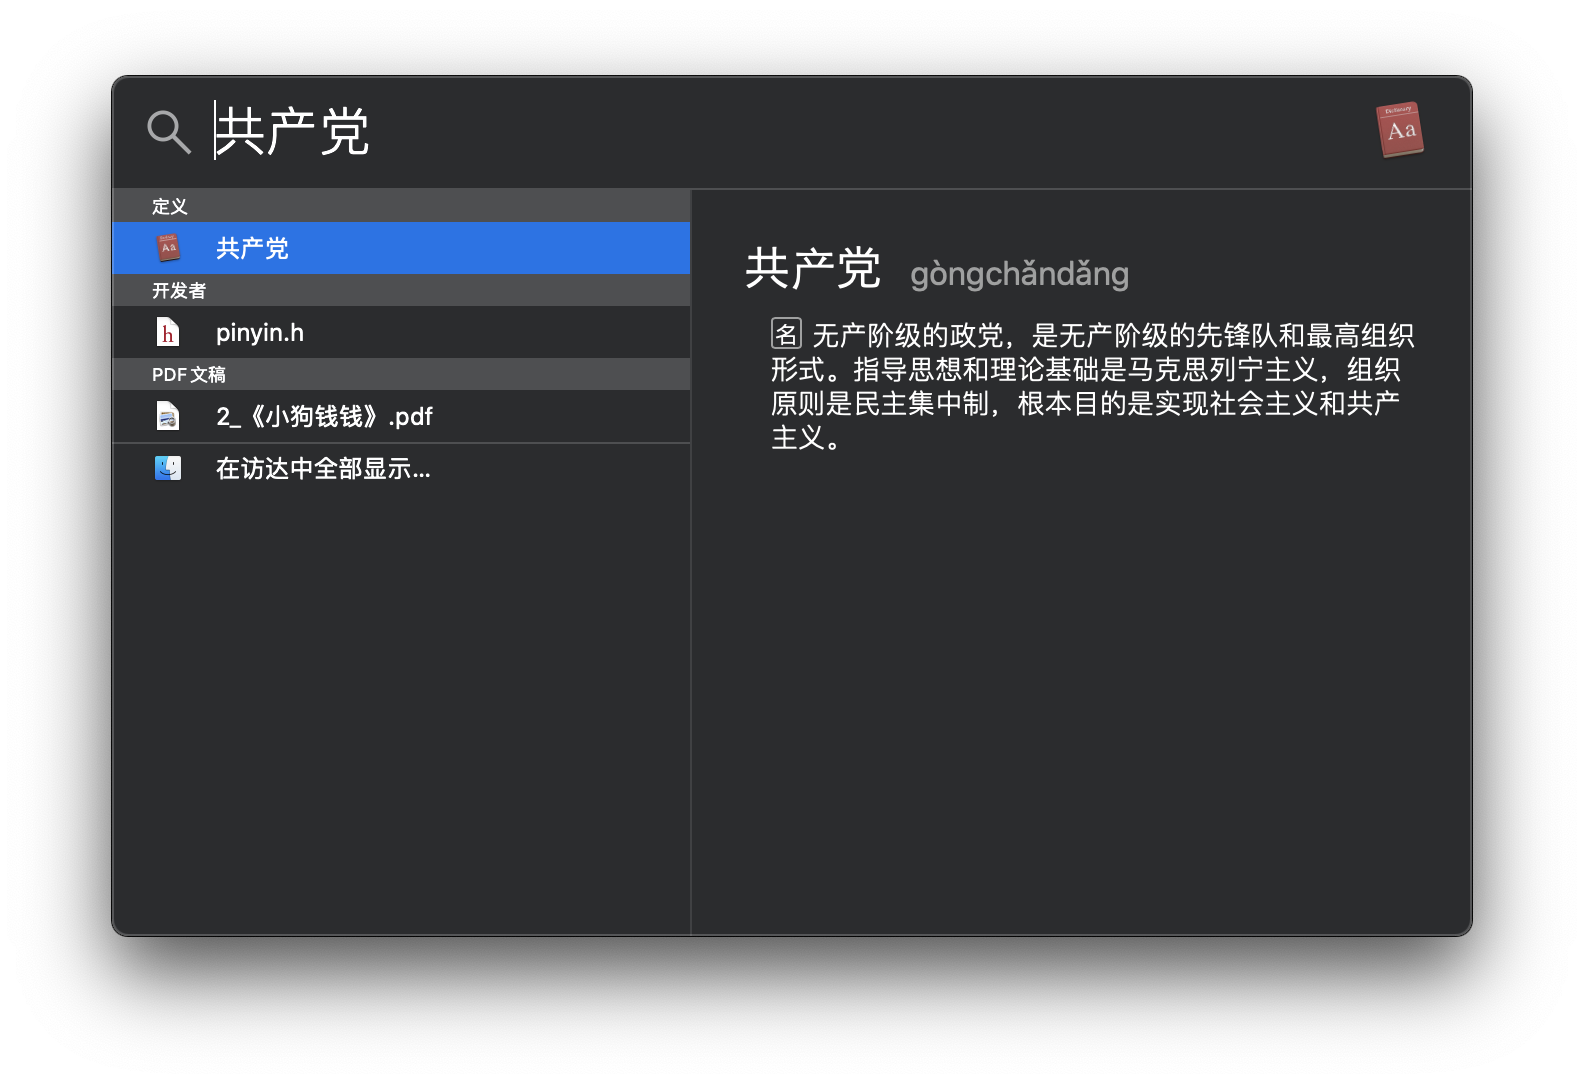 共产党
Dictionary
Aa
定义
Aa
共产党
开发者
h
pinyin.h
PDF 文稿
2_《小狗钱钱》.pdf
在访达中全部显示...
共产党 gòngchǎndǎng
名 无产阶级的政党，是无产阶级的先锋队和最高组织
形式。指导思想和理论基础是马克思列宁主义，组织
原则是民主集中制，根本目的是实现社会主义和共产
主义。